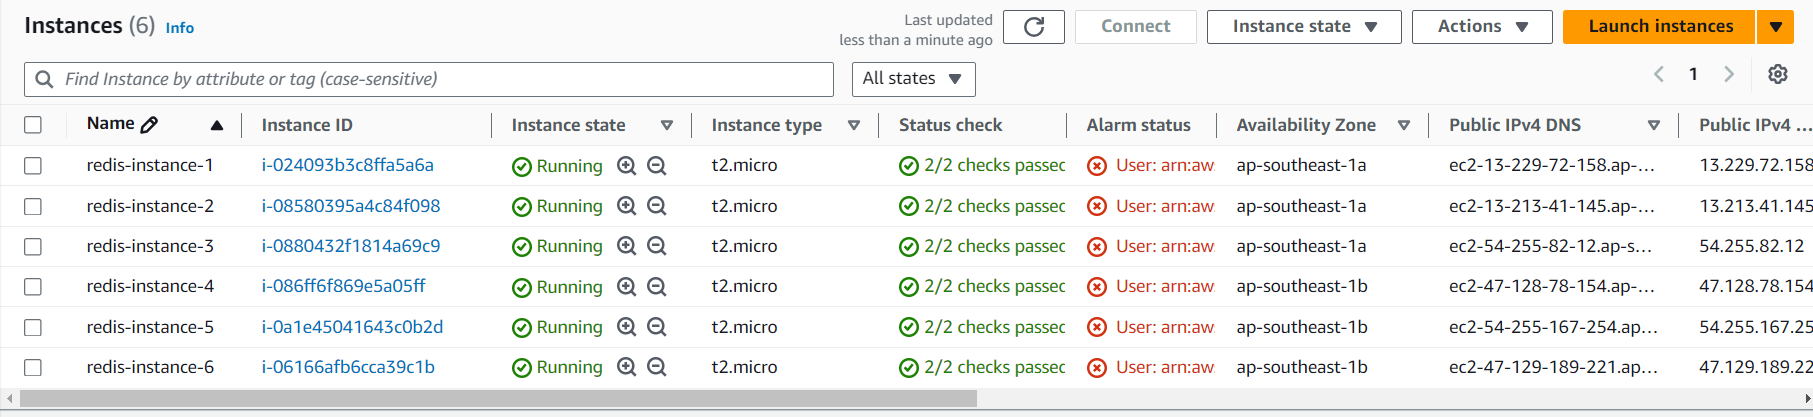 Instances (6) Info
Last updated
less than a minute ago
Connect
Instance state
Actions
Launch instances
Find Instance by attribute or tag (case-sensitive)
All states
1
Name Instance ID Instance state Instance type Status check Alarm status Availability Zone Public IPv4 DNS Public IPv4 ...
redis-instance-1 i-024093b3c8ffa5a6a Running t2.micro 2/2 checks passed User: arn:aw ap-southeast-1a ec2-13-229-72-158.ap-... 13.229.72.158
redis-instance-2 i-08580395a4c84f098 Running t2.micro 2/2 checks passed User: arn:aw ap-southeast-1a ec2-13-213-41-145.ap-... 13.213.41.145
redis-instance-3 i-0880432f1814a69c9 Running t2.micro 2/2 checks passed User: arn:aw ap-southeast-1a ec2-54-255-82-12.ap-s... 54.255.82.12
redis-instance-4 i-086ff6f869e5a05ff Running t2.micro 2/2 checks passed User: arn:aw ap-southeast-1b ec2-47-128-78-154.ap-... 47.128.78.154
redis-instance-5 i-0a1e45041643c0b2d Running t2.micro 2/2 checks passed User: arn:aw ap-southeast-1b ec2-54-255-167-254.ap... 54.255.167.25
redis-instance-6 i-06166afb6cca39c1b Running t2.micro 2/2 checks passed User: arn:aw ap-southeast-1b ec2-47-129-189-221.ap... 47.129.189.22